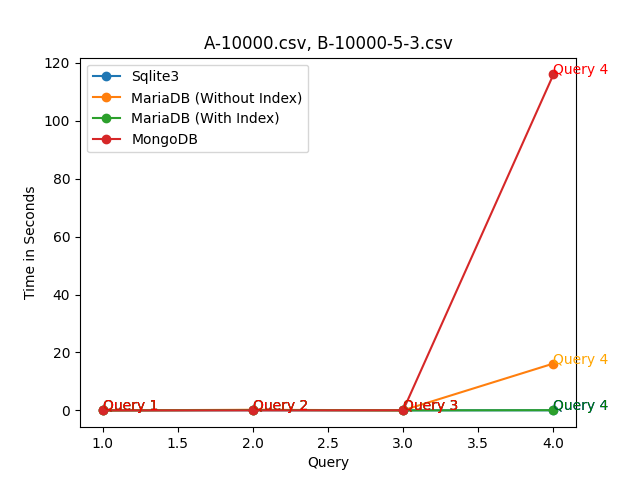 A-10000.csv, B-10000-5-3.csv
Sqlite3
MariaDB (Without Index)
MariaDB (With Index)
MongoDB
120
100
80
60
40
20
0
Time in Seconds
Query 4
Query 4
Query 1
Query 2
Query 3
Query 4
1.0
1.5
2.0
2.5
3.0
3.5
4.0
Query